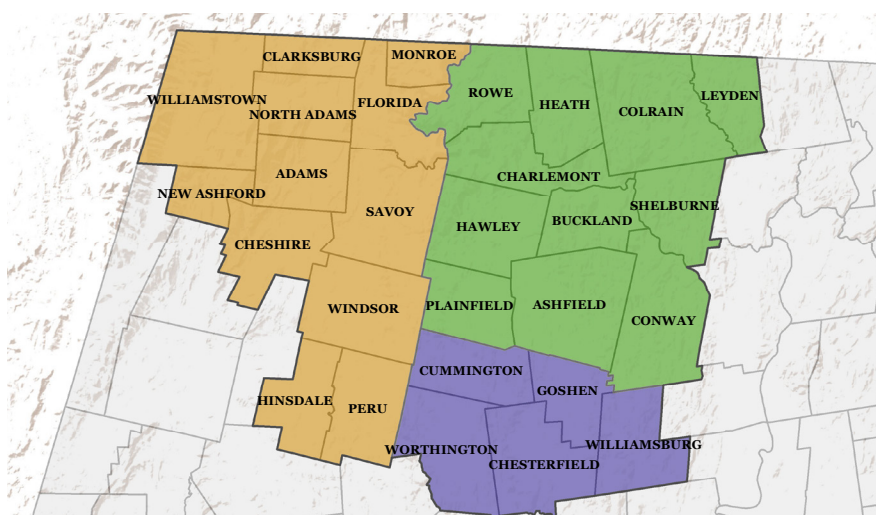 CLARKSBURG
MONROE
WILLIAMSTOWN
NORTH ADAMS
FLORIDA
ROWE
HEATH
COLRAIN
LEYDEN
ADAMS
CHARLEMONT
NEW ASHFORD
SAVOY
HAWLEY
BUCKLAND
SHELBURNE
CHESHIRE
WINDSOR
PLAINFIELD
ASHFIELD
CONWAY
CUMMINGTON
GOSHEN
HINSDALE
PERU
WORTHINGTON
CHESTERFIELD
WILLIAMSBURG